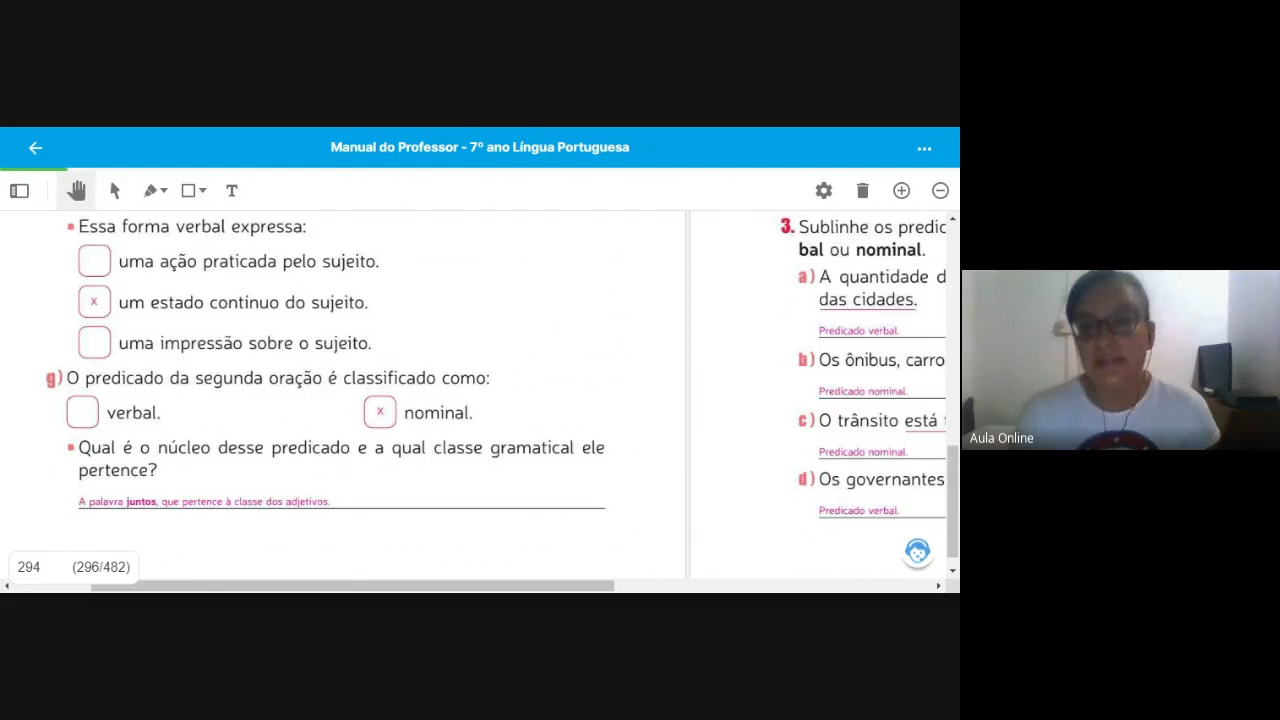 Manual do Professor - 7º ano Língua Portuguesa
Essa forma verbal expressa:
uma ação praticada pelo sujeito.
x um estado contínuo do sujeito.
uma impressão sobre o sujeito.
g) O predicado da segunda oração é classificado como:
verbal. x nominal.
Qual é o núcleo desse predicado e a qual classe gramatical ele
pertence?
A palavra juntos, que pertence à classe dos adjetivos.
294 (296/482)
3. Sublinhe os predic
bal ou nominal.
a) A quantidade d
das cidades.
Predicado verbal.
b) Os ônibus, carro
Predicado nominal.
c) O trânsito está
Predicado nominal.
d) Os governantes
Predicado verbal.
Aula Online